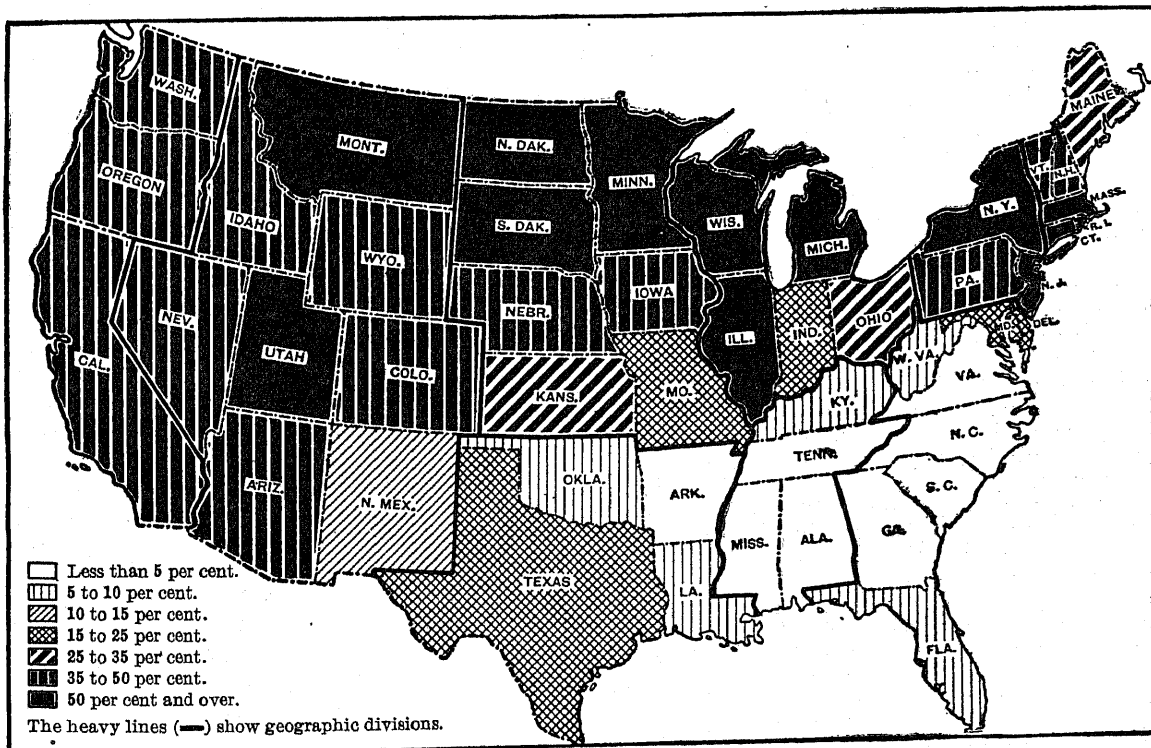 WASH.
MONT.
N. DAK.
MINN.
MAINE
OREGON
IDAHO
S. DAK.
WIS.
MICH.
VT.
N.H.
N.Y.
MASS.
R.I.
CT.
WYO.
NEBR.
IOWA
PA.
N.J.
NEV.
UTAH
CAL.
COLO.
KANS.
MO.
ILL.
IND.
OHIO
MD.
DEL.
W. VA.
VA.
KY.
N.C.
TENN.
ARIZ.
N. MEX.
OKLA.
ARK.
S.C.
MISS.
ALA.
GA.
TEXAS
LA.
FLA.
Less than 5 per cent.
5 to 10 per cent.
10 to 15 per cent.
15 to 25 per cent.
25 to 35 per cent.
35 to 50 per cent.
50 per cent and over.
The heavy lines (▬) show geographic divisions.